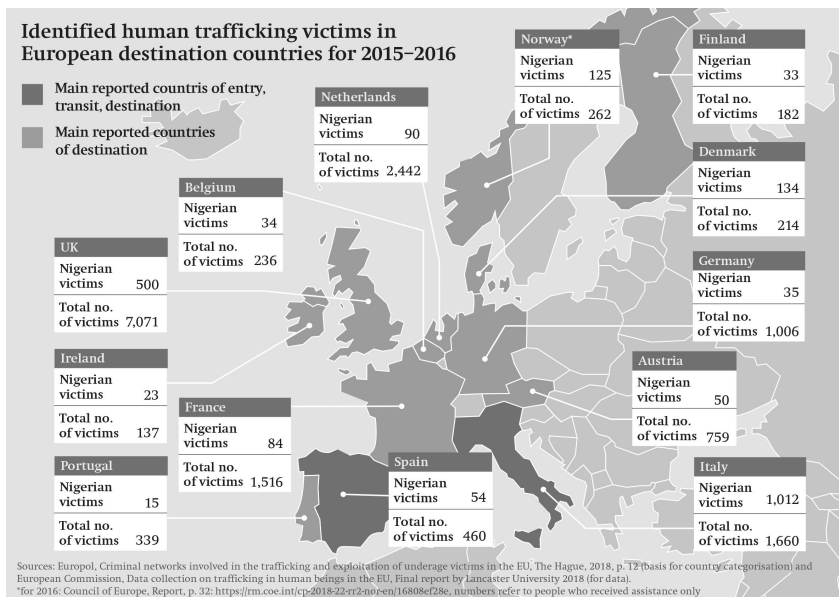 Identified human trafficking victims in
European destination countries for 2015–2016
Main reported countris of entry,
transit, destination
Main reported countries
of destination
Norway*
Nigerian
victims 125
Total no.
of victims 262
Finland
Nigerian
victims 33
Total no.
of victims 182
Netherlands
Nigerian
victims 90
Total no.
of victims 2,442
Denmark
Nigerian
victims 134
Total no.
of victims 214
Belgium
Nigerian
victims 34
Total no.
of victims 236
UK
Nigerian
victims 500
Total no.
of victims 7,071
Germany
Nigerian
victims 35
Total no.
of victims 1,006
Ireland
Nigerian
victims 23
Total no.
of victims 137
Austria
Nigerian
victims 50
Total no.
of victims 759
France
Nigerian
victims 84
Total no.
of victims 1,516
Portugal
Nigerian
victims 15
Total no.
of victims 339
Spain
Nigerian
victims 54
Total no.
of victims 460
Italy
Nigerian
victims 1,012
Total no.
of victims 1,660
Sources: Europol, Criminal networks involved in the trafficking and exploitation of underage victims in the EU, The Hague, 2018, p. 12 (basis for country categorisation) and
European Commission, Data collection on trafficking in human beings in the EU, Final report by Lancaster University 2018 (for data).
*for 2016: Council of Europe, Report, p. 32: https://rm.coe.int/cp-2018-22-rr2-nor-en/16808ef28e, numbers refer to people who received assistance only